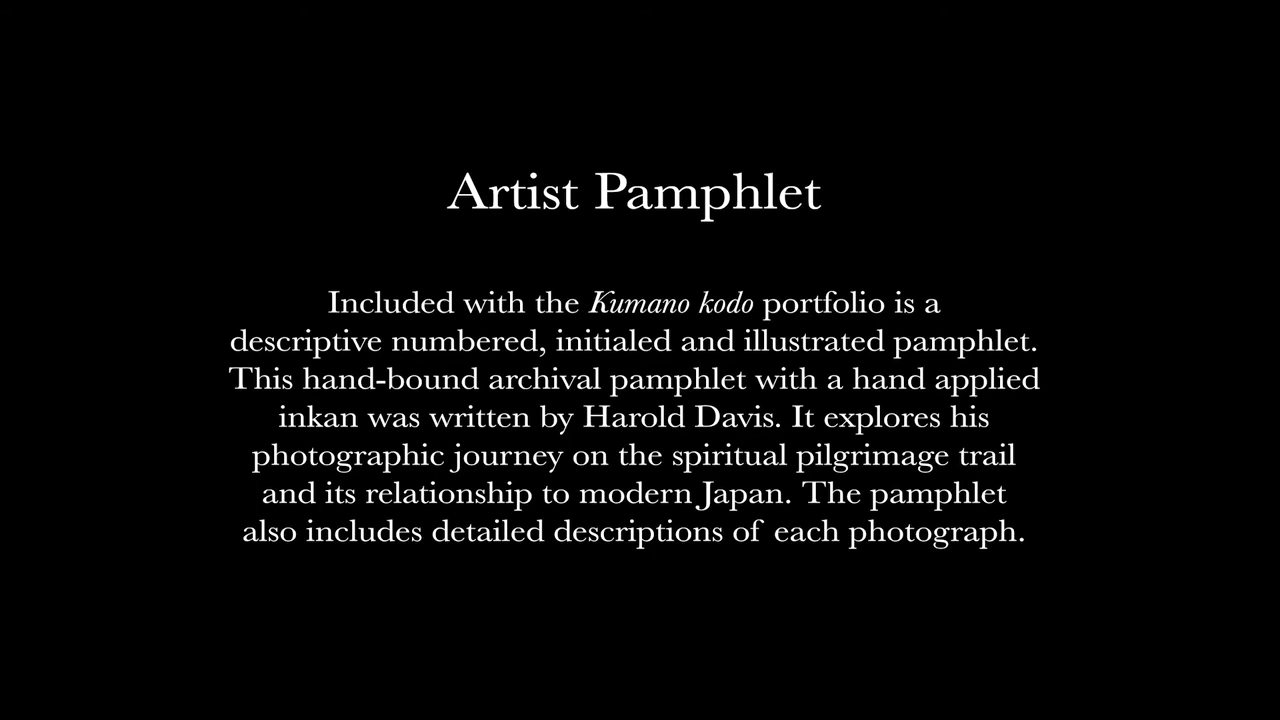 Artist Pamphlet
Included with the Kumano kodo portfolio is a
descriptive numbered, initialed and illustrated pamphlet.
This hand-bound archival pamphlet with a hand applied
inkan was written by Harold Davis. It explores his
photographic journey on the spiritual pilgrimage trail
and its relationship to modern Japan. The pamphlet
also includes detailed descriptions of each photograph.